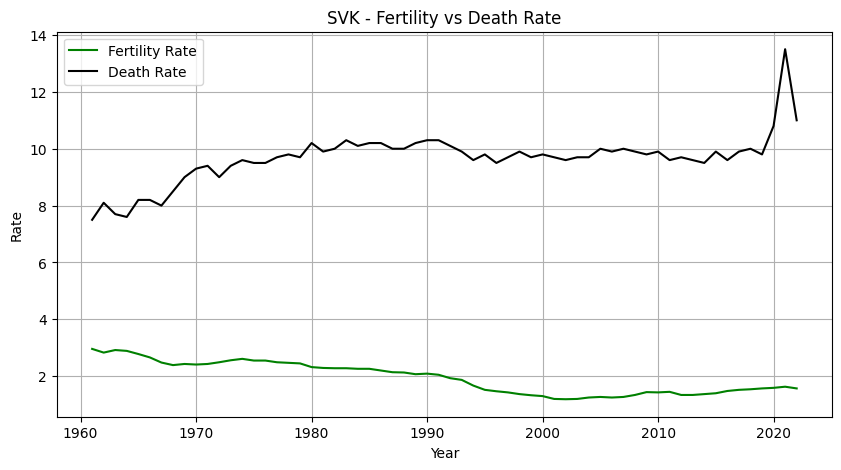 SVK - Fertility vs Death Rate
Fertility Rate
Death Rate
Rate
14
12
10
8
6
4
2
1960 1970 1980 1990 2000 2010 2020
Year